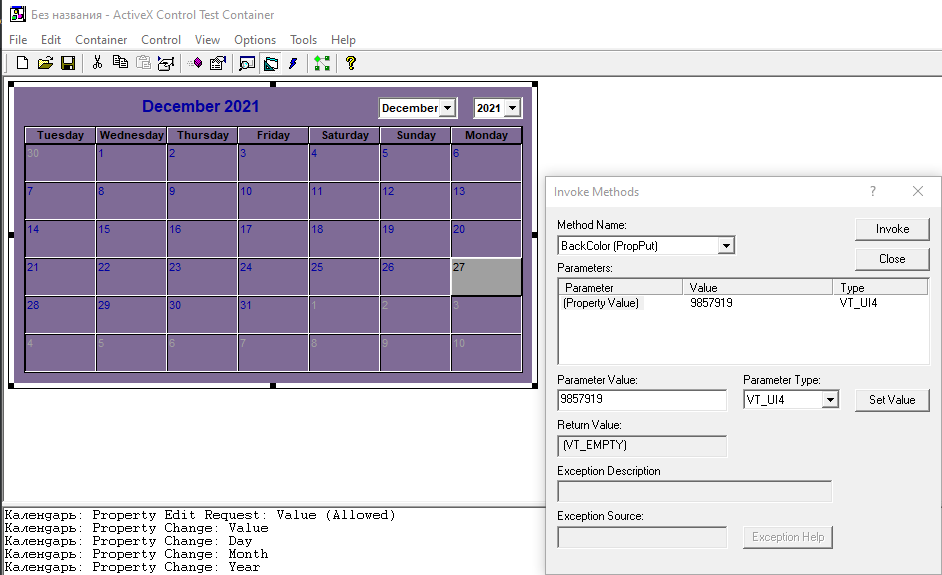 Без названия - ActiveX Control Test Container
File Edit Container Control View Options Tools Help
December 2021 December 2021
Tuesday Wednesday Thursday Friday Saturday Sunday Monday
30 1 2 3 4 5 6
7 8 9 10 11 12 13
14 15 16 17 18 19 20
21 22 23 24 25 26 27
28 29 30 31 1 2 3
4 5 6 7 8 9 10
Invoke Methods ?
Method Name:
BackColor (PropPut)
Invoke
Close
Parameters:
Parameter Value Type
(Property Value) 9857919 VT_UI4
Parameter Value: Parameter Type:
9857919 VT_UI4 Set Value
Return Value:
(VT_EMPTY)
Exception Description
Exception Source:
Exception Help
Календарь: Property Edit Request: Value (Allowed)
Календарь: Property Change: Value
Календарь: Property Change: Day
Календарь: Property Change: Month
Календарь: Property Change: Year